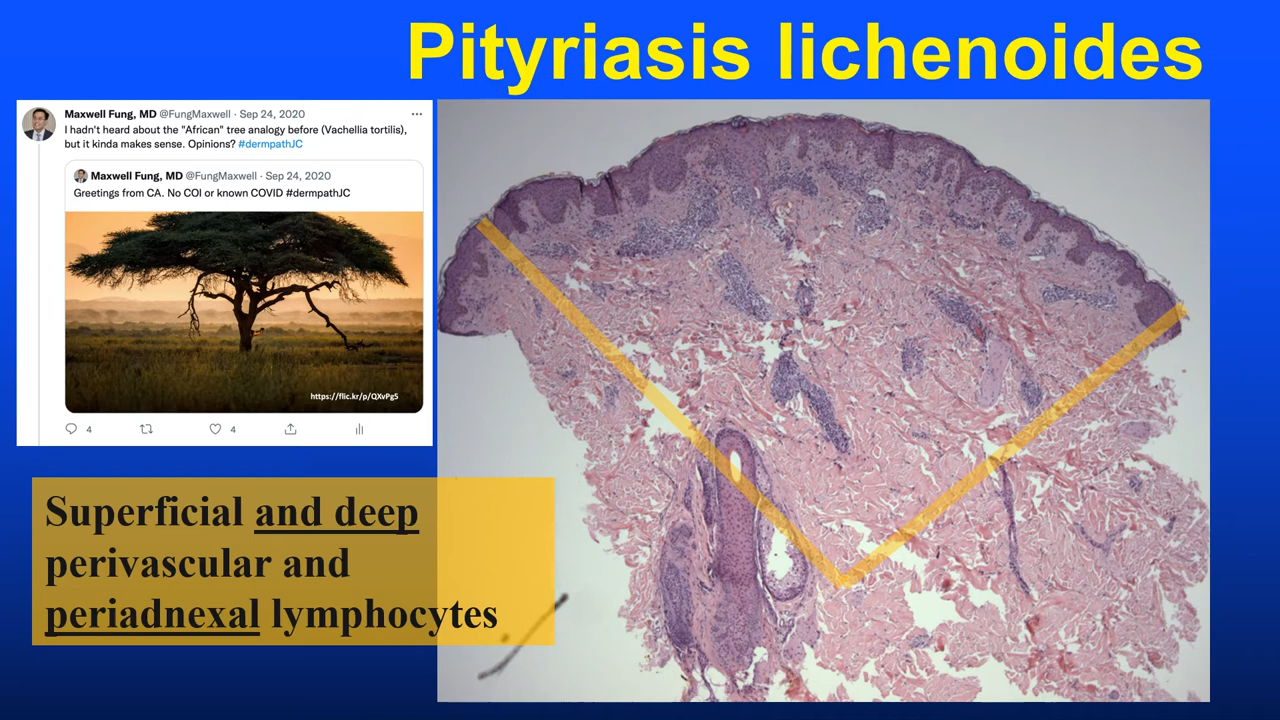 Pityriasis lichenoides
Maxwell Fung, MD @FungMaxwell · Sep 24, 2020
I hadn't heard about the "African" tree analogy before (Vachellia tortilis),
but it kinda makes sense. Opinions? #dermpathJC
Maxwell Fung, MD @FungMaxwell · Sep 24, 2020
Greetings from CA. No COI or known COVID #dermpathJC
https://flic.kr/p/QXvPg5
4
4
Superficial and deep
perivascular and
periadnexal lymphocytes